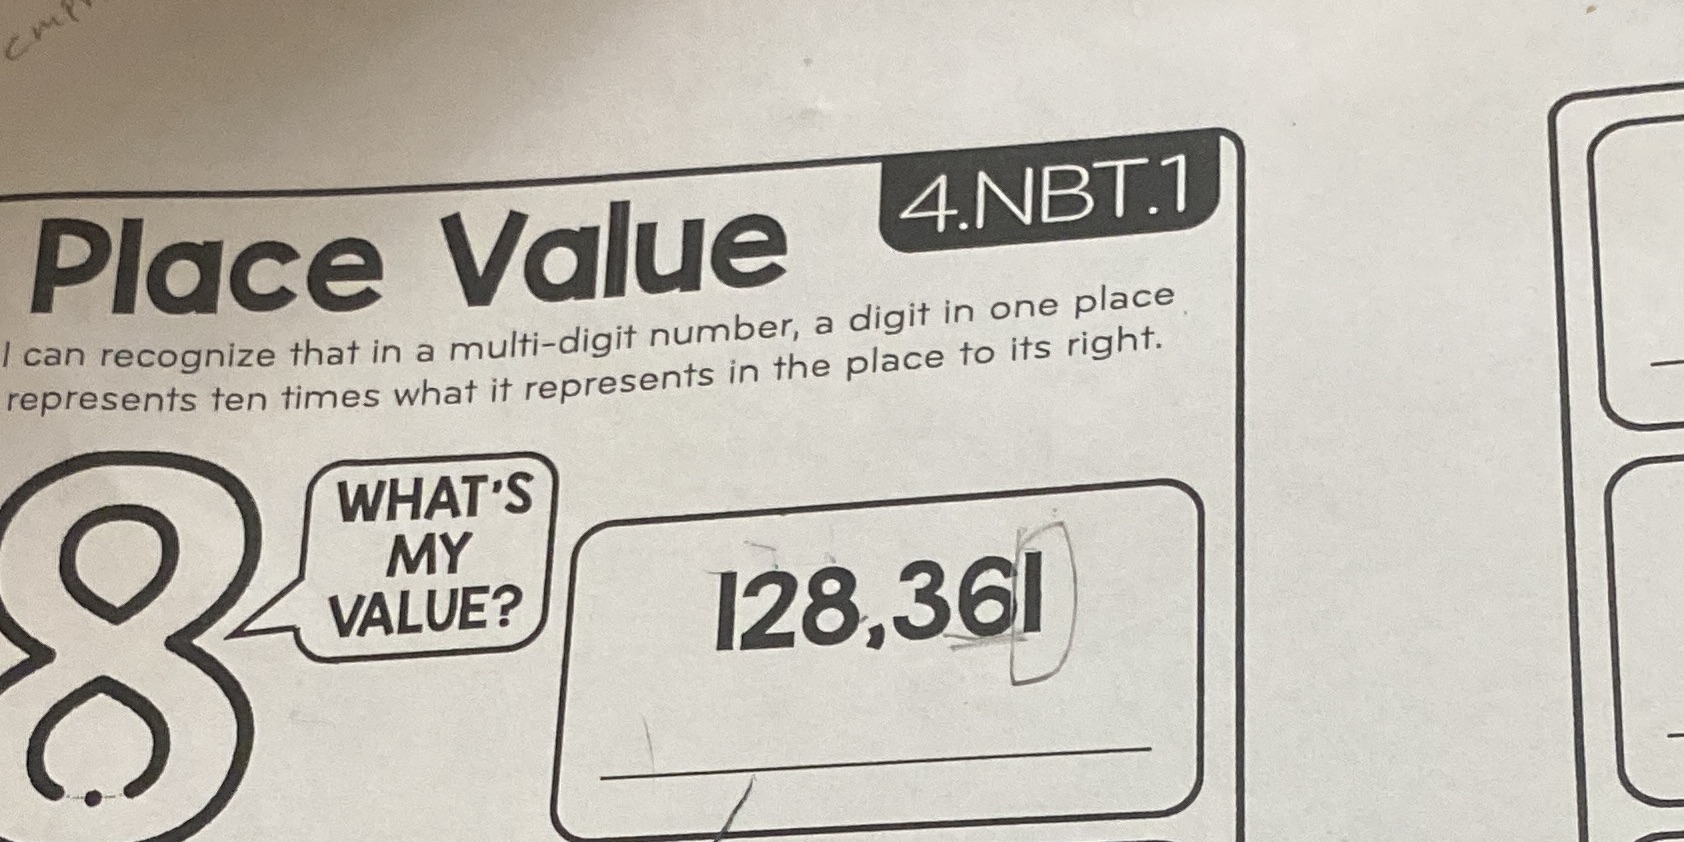 Place Value 4.NBT.1
I can recognize that in a multi-digit number, a digit in one place
represents ten times what it represents in the place to its right.
8
WHAT'S
MY
VALUE?
128,361